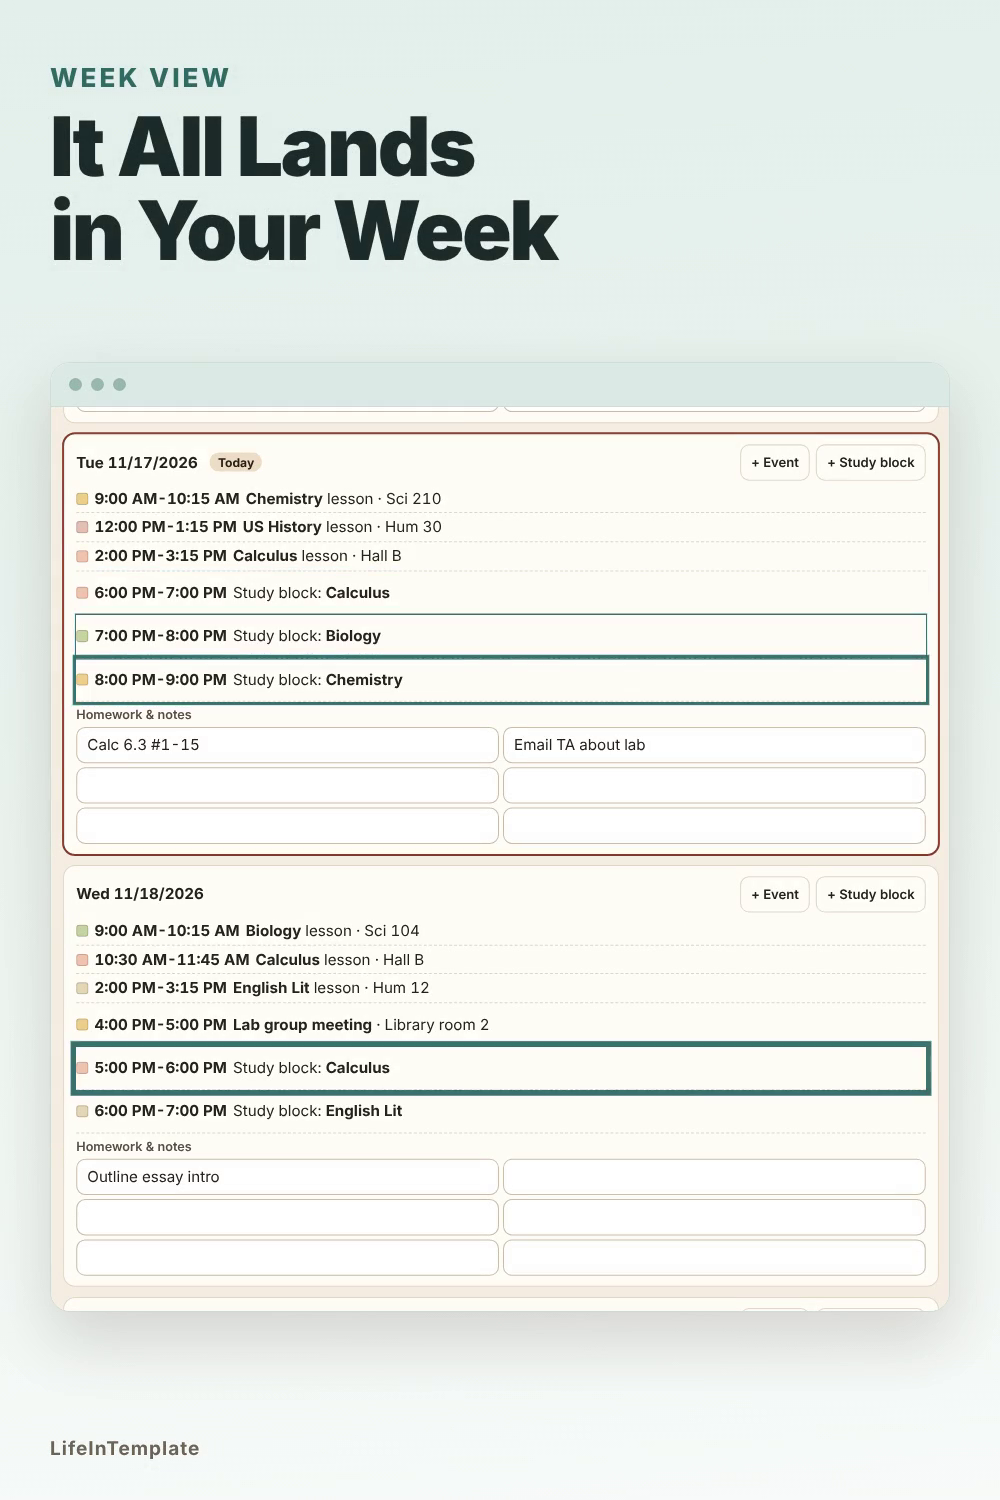 WEEK VIEW
It All Lands
in Your Week
Tue 11/17/2026 Today + Event + Study block
9:00 AM-10:15 AM Chemistry lesson · Sci 210
12:00 PM-1:15 PM US History lesson · Hum 30
2:00 PM-3:15 PM Calculus lesson · Hall B
6:00 PM-7:00 PM Study block: Calculus
7:00 PM-8:00 PM Study block: Biology
8:00 PM-9:00 PM Study block: Chemistry
Homework & notes
Calc 6.3 #1-15 Email TA about lab
Wed 11/18/2026 + Event + Study block
9:00 AM-10:15 AM Biology lesson · Sci 104
10:30 AM-11:45 AM Calculus lesson · Hall B
2:00 PM-3:15 PM English Lit lesson · Hum 12
4:00 PM-5:00 PM Lab group meeting · Library room 2
5:00 PM-6:00 PM Study block: Calculus
6:00 PM-7:00 PM Study block: English Lit
Homework & notes
Outline essay intro
LifeInTemplate